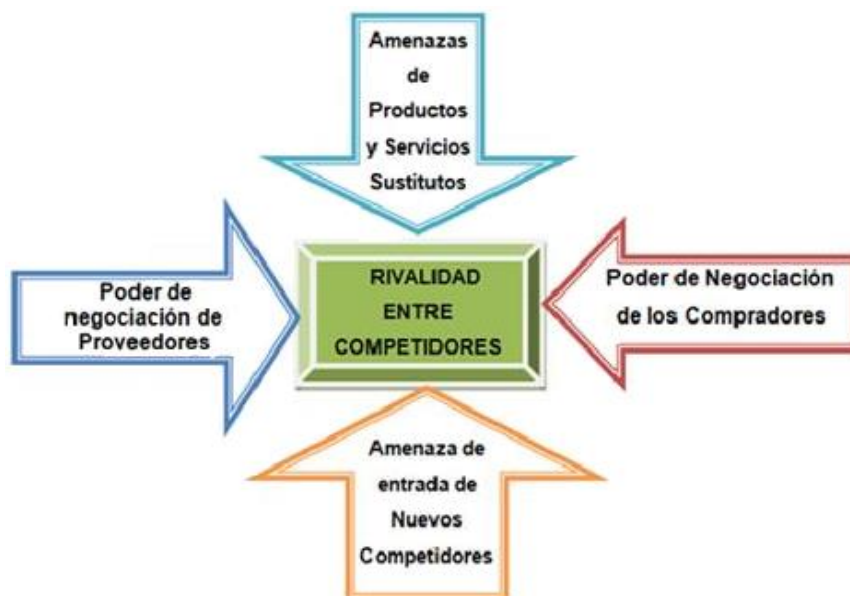 Amenazas
de
Productos
y Servicios
Sustitutos
Poder de
negociación de
Proveedores
RIVALIDAD
ENTRE
COMPETIDORES
Poder de Negociación
de los Compradores
Amenaza de
entrada de
Nuevos
Competidores